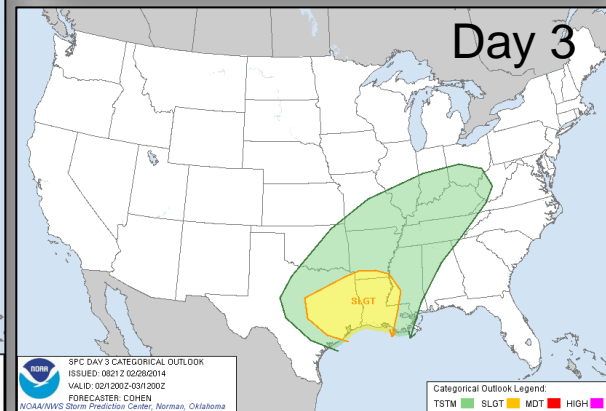 Day 3
SLGT
NOAA
SPC DAY 3 CATEGORICAL OUTLOOK
ISSUED: 0821Z 02/28/2014
VALID: 02/1200Z-03/1200Z
FORECASTER: COHEN
NOAA/NWS Storm Prediction Center, Norman, Oklahoma
Categorical Outlook Legend:
TSTM SLGT MDT HIGH